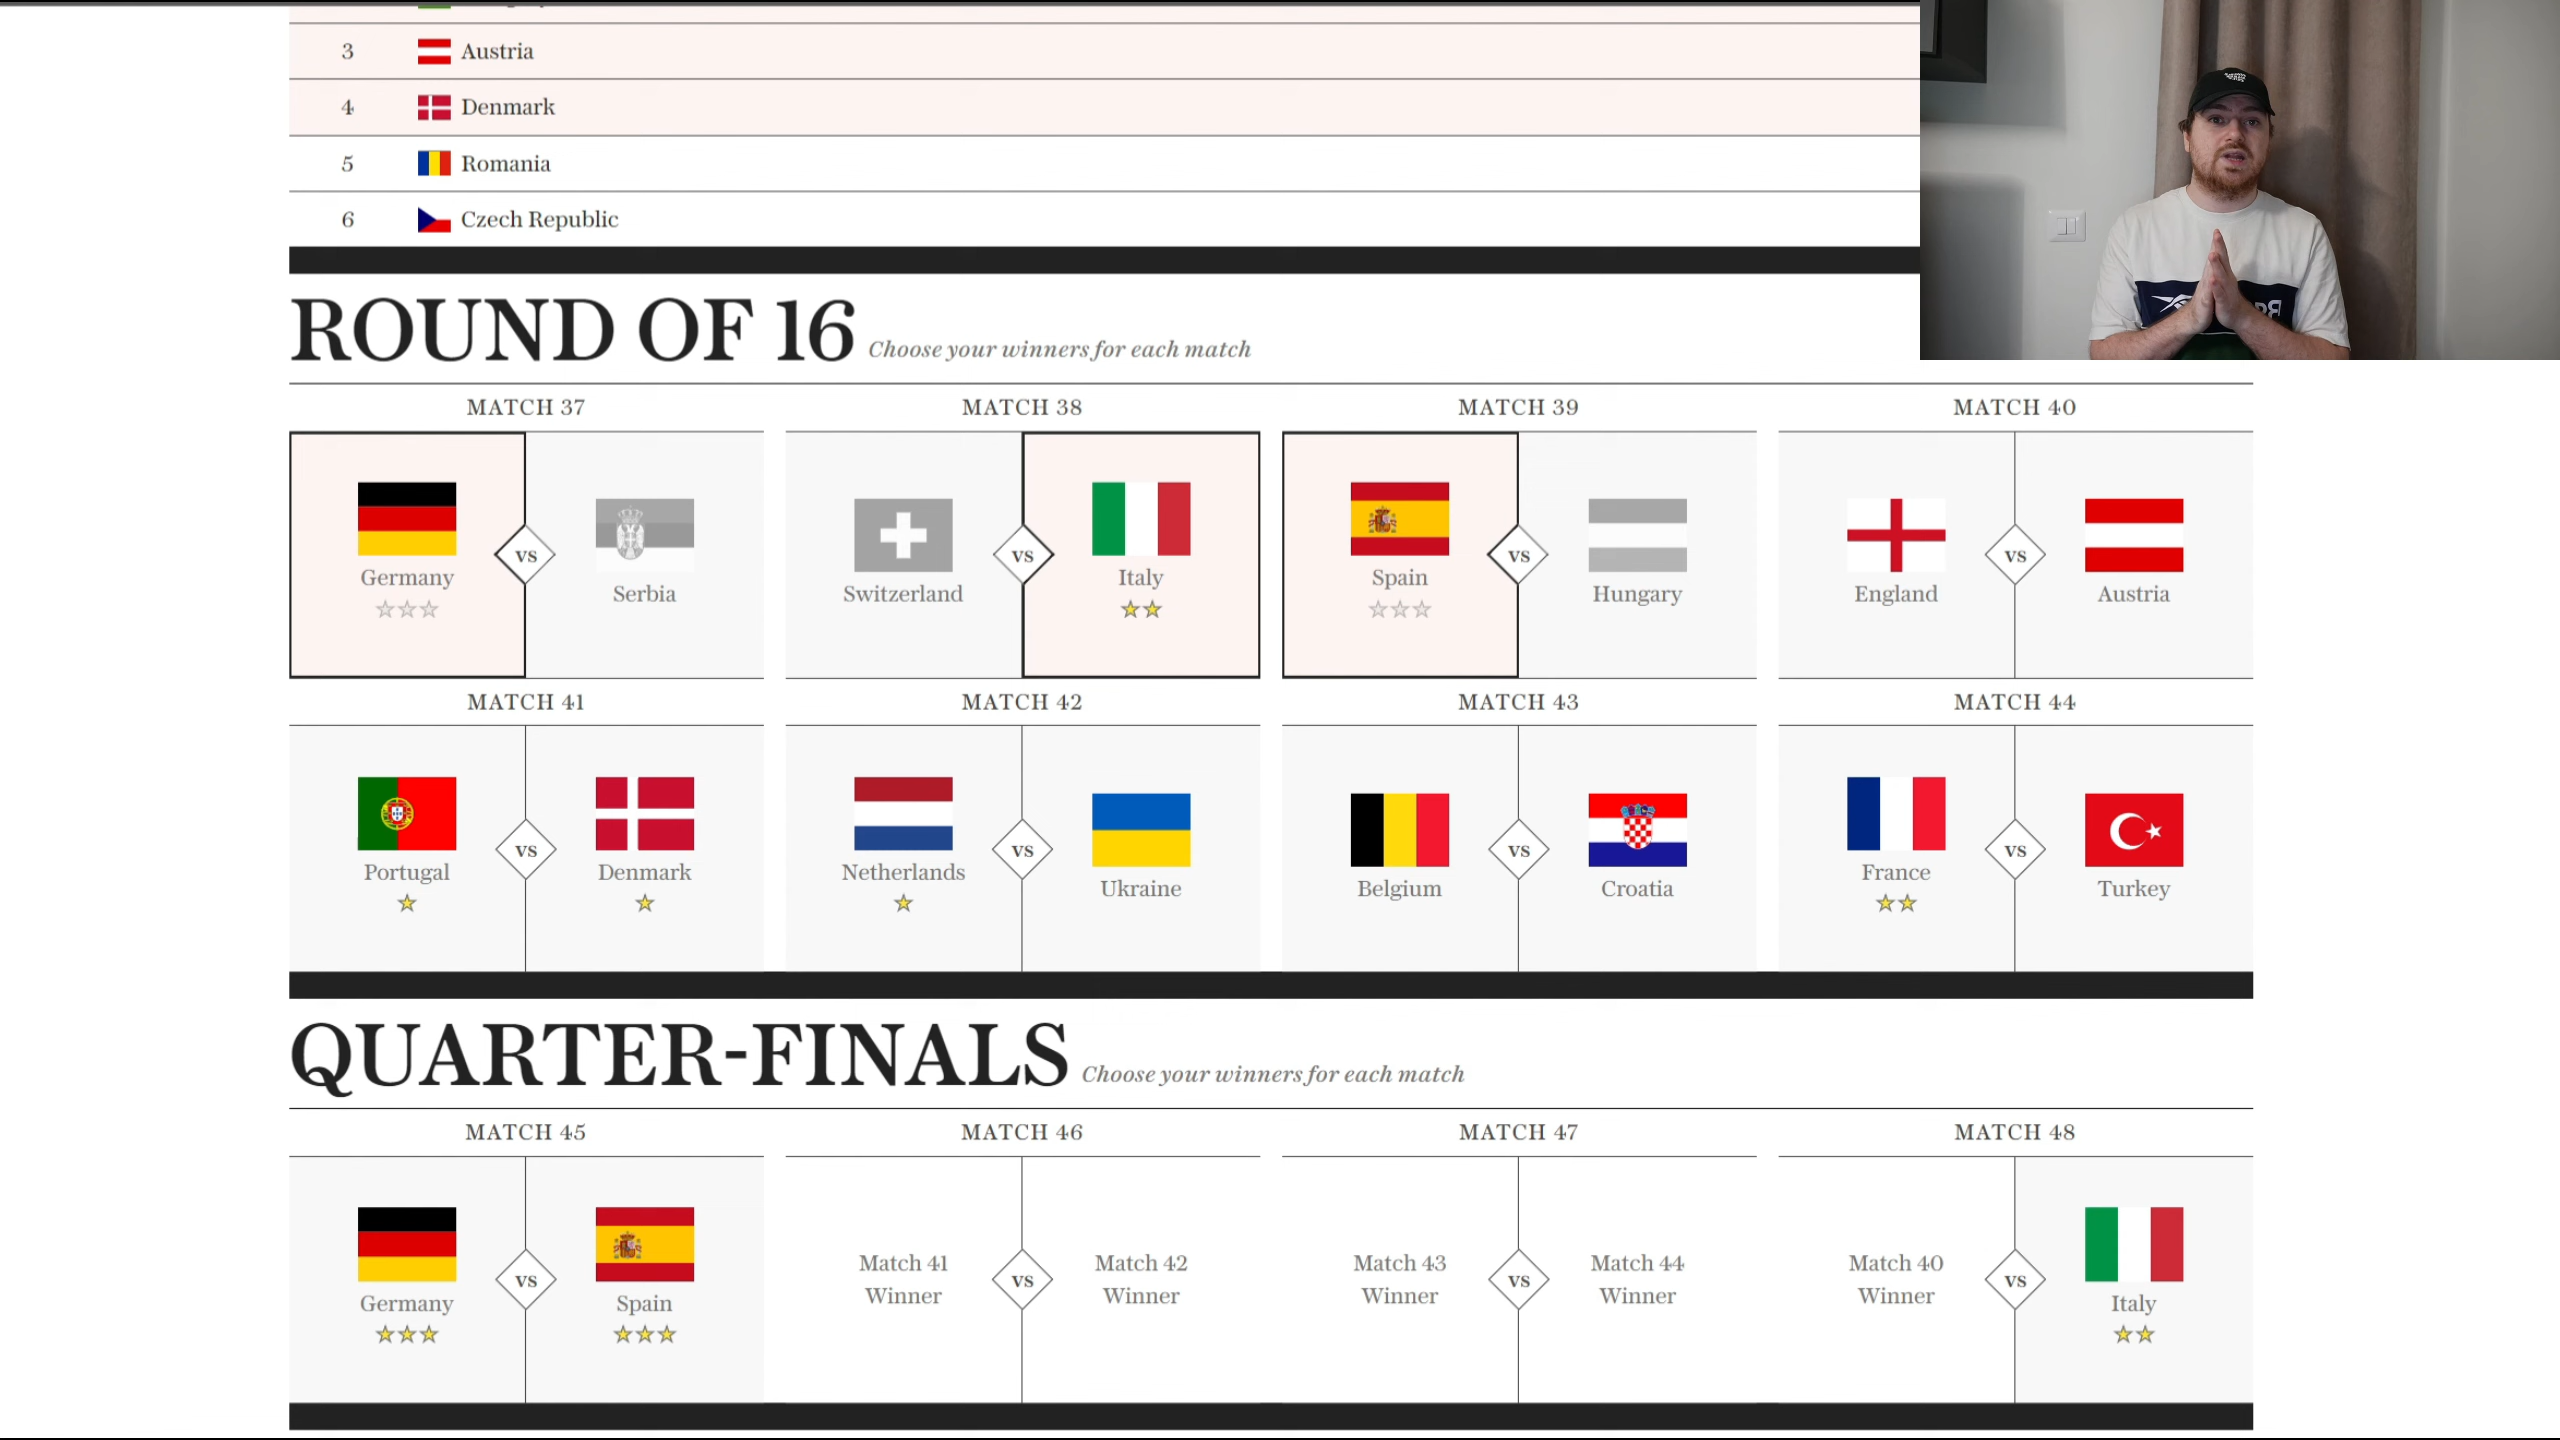 3 Austria
4 Denmark
5 Romania
6 Czech Republic
ROUND OF 16 Choose your winners for each match
MATCH 37 MATCH 38 MATCH 39 MATCH 40
Germany vs Serbia Switzerland vs Italy Spain vs Hungary England vs Austria
MATCH 41 MATCH 42 MATCH 43 MATCH 44
Portugal vs Denmark Netherlands vs Ukraine Belgium vs Croatia France vs Turkey
QUARTER-FINALS Choose your winners for each match
MATCH 45 MATCH 46 MATCH 47 MATCH 48
Germany vs Spain Match 41 Winner vs Match 42 Winner Match 43 Winner vs Match 44 Winner Match 40 Winner vs Italy